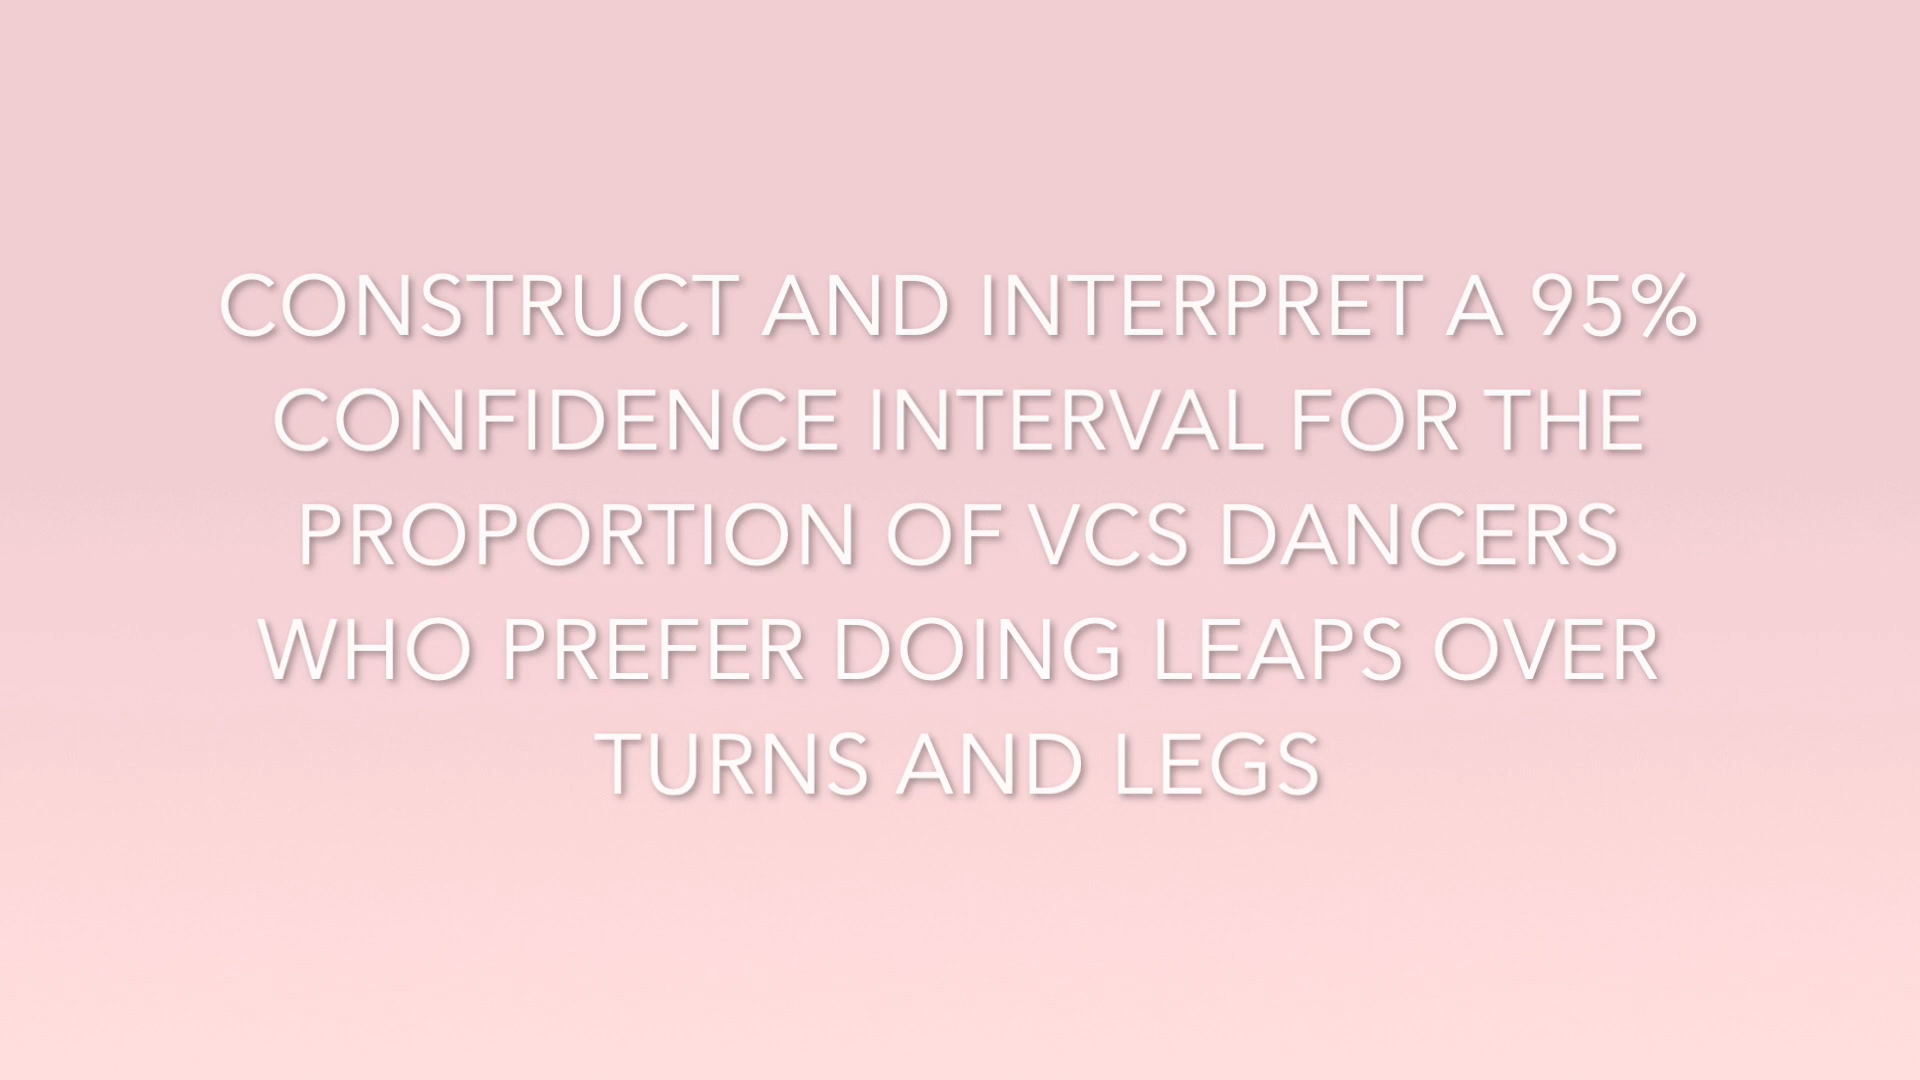 CONSTRUCT AND INTERPRET A 95%
CONFIDENCE INTERVAL FOR THE
PROPORTION OF VCS DANCERS
WHO PREFER DOING LEAPS OVER
TURNS AND LEGS